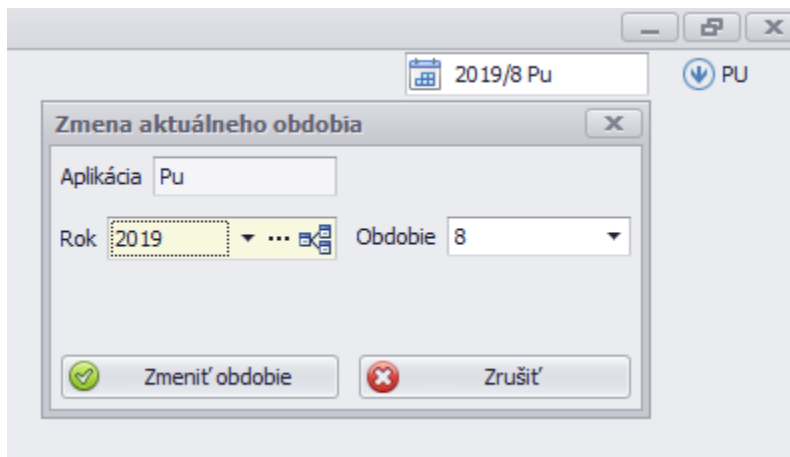 2019/8 Pu
PU
Zmena aktuálneho obdobia
Aplikácia Pu
Rok 2019 Obdobie 8
Zmeniť obdobie Zrušiť